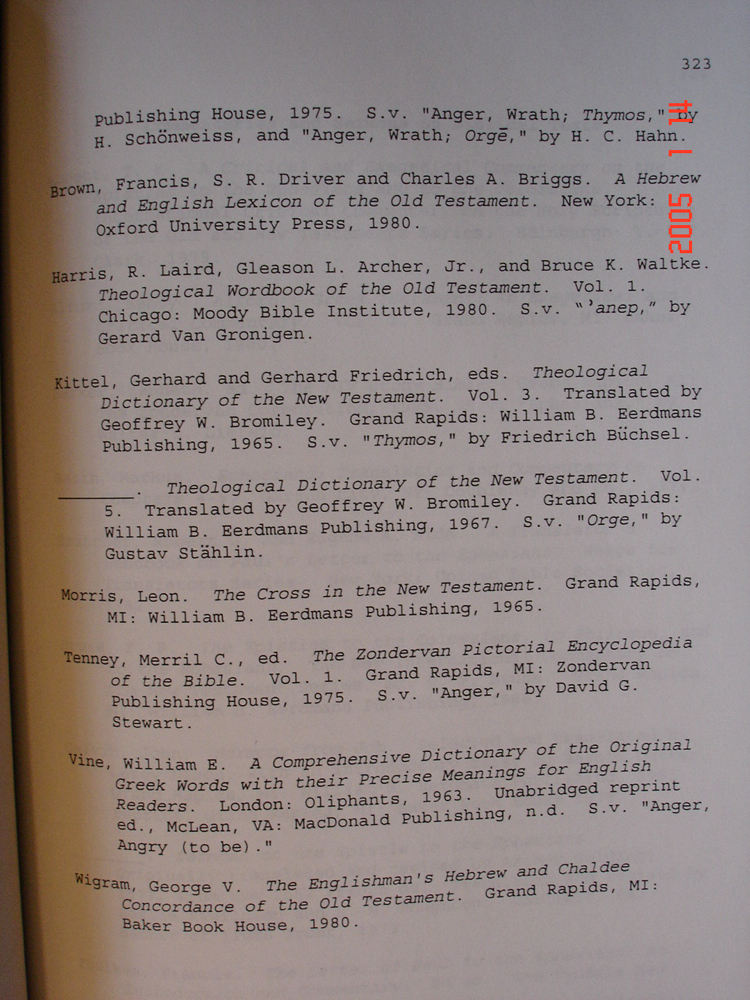 323
Publishing House, 1975. S.v. "Anger, Wrath; Thymos," by
H. Schönweiss, and "Anger, Wrath; Orgē," by H. C. Hahn.
Brown, Francis, S. R. Driver and Charles A. Briggs. A Hebrew
and English Lexicon of the Old Testament. New York:
Oxford University Press, 1980.
Harris, R. Laird, Gleason L. Archer, Jr., and Bruce K. Waltke.
Theological Wordbook of the Old Testament. Vol. 1.
Chicago: Moody Bible Institute, 1980. S.v. "’anep," by
Gerard Van Gronigen.
Kittel, Gerhard and Gerhard Friedrich, eds. Theological
Dictionary of the New Testament. Vol. 3. Translated by
Geoffrey W. Bromiley. Grand Rapids: William B. Eerdmans
Publishing, 1965. S.v. "Thymos," by Friedrich Büchsel.
________. Theological Dictionary of the New Testament. Vol.
5. Translated by Geoffrey W. Bromiley. Grand Rapids:
William B. Eerdmans Publishing, 1967. S.v. "Orge," by
Gustav Stählin.
Morris, Leon. The Cross in the New Testament. Grand Rapids,
MI: William B. Eerdmans Publishing, 1965.
Tenney, Merril C., ed. The Zondervan Pictorial Encyclopedia
of the Bible. Vol. 1. Grand Rapids, MI: Zondervan
Publishing House, 1975. S.v. "Anger," by David G.
Stewart.
Vine, William E. A Comprehensive Dictionary of the Original
Greek Words with their Precise Meanings for English
Readers. London: Oliphants, 1963. Unabridged reprint
ed., McLean, VA: MacDonald Publishing, n.d. S.v. "Anger,
Angry (to be)."
Wigram, George V. The Englishman's Hebrew and Chaldee
Concordance of the Old Testament. Grand Rapids, MI:
Baker Book House, 1980.
2005 1 14